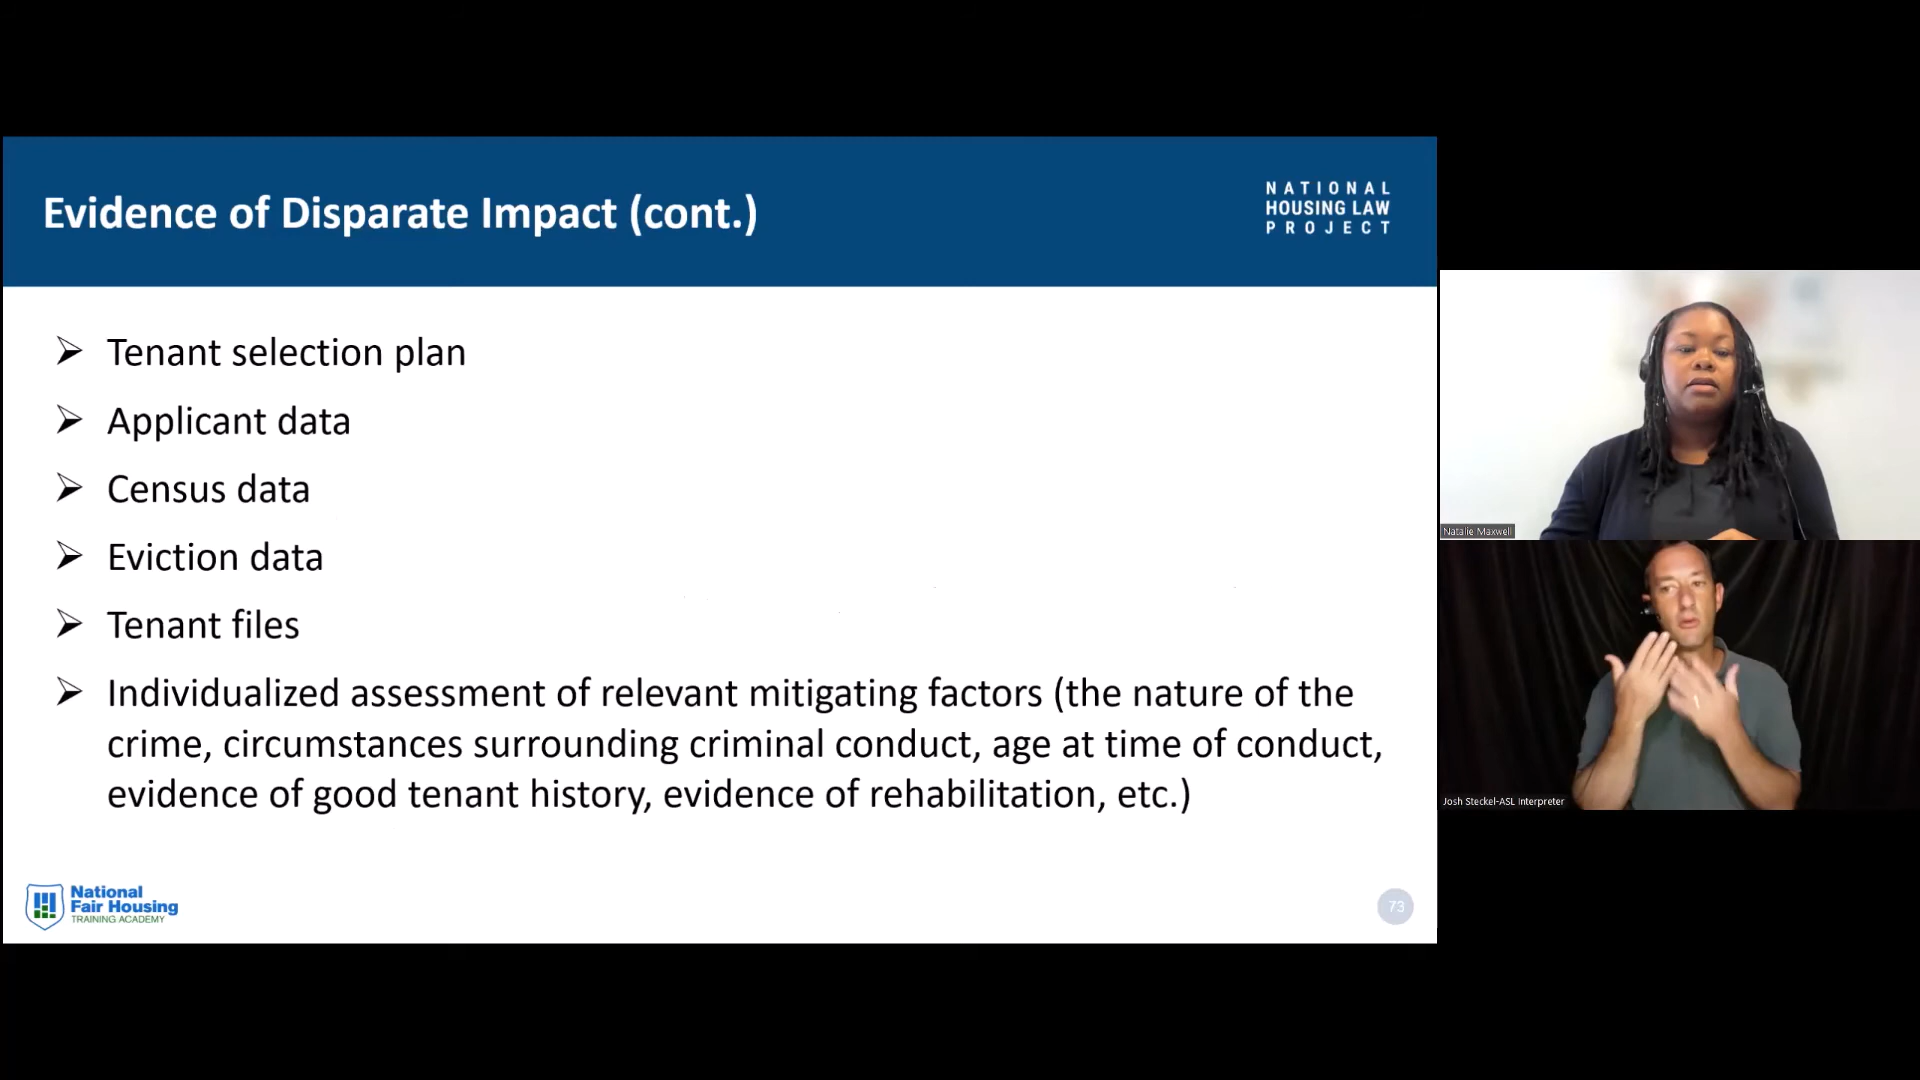 Evidence of Disparate Impact (cont.)
NATIONAL
HOUSING LAW
PROJECT
Tenant selection plan
Applicant data
Census data
Eviction data
Tenant files
Individualized assessment of relevant mitigating factors (the nature of the
crime, circumstances surrounding criminal conduct, age at time of conduct,
evidence of good tenant history, evidence of rehabilitation, etc.)
National
Fair Housing
TRAINING ACADEMY
73
Natalie Maxwell
Josh Steckel-ASL Interpreter